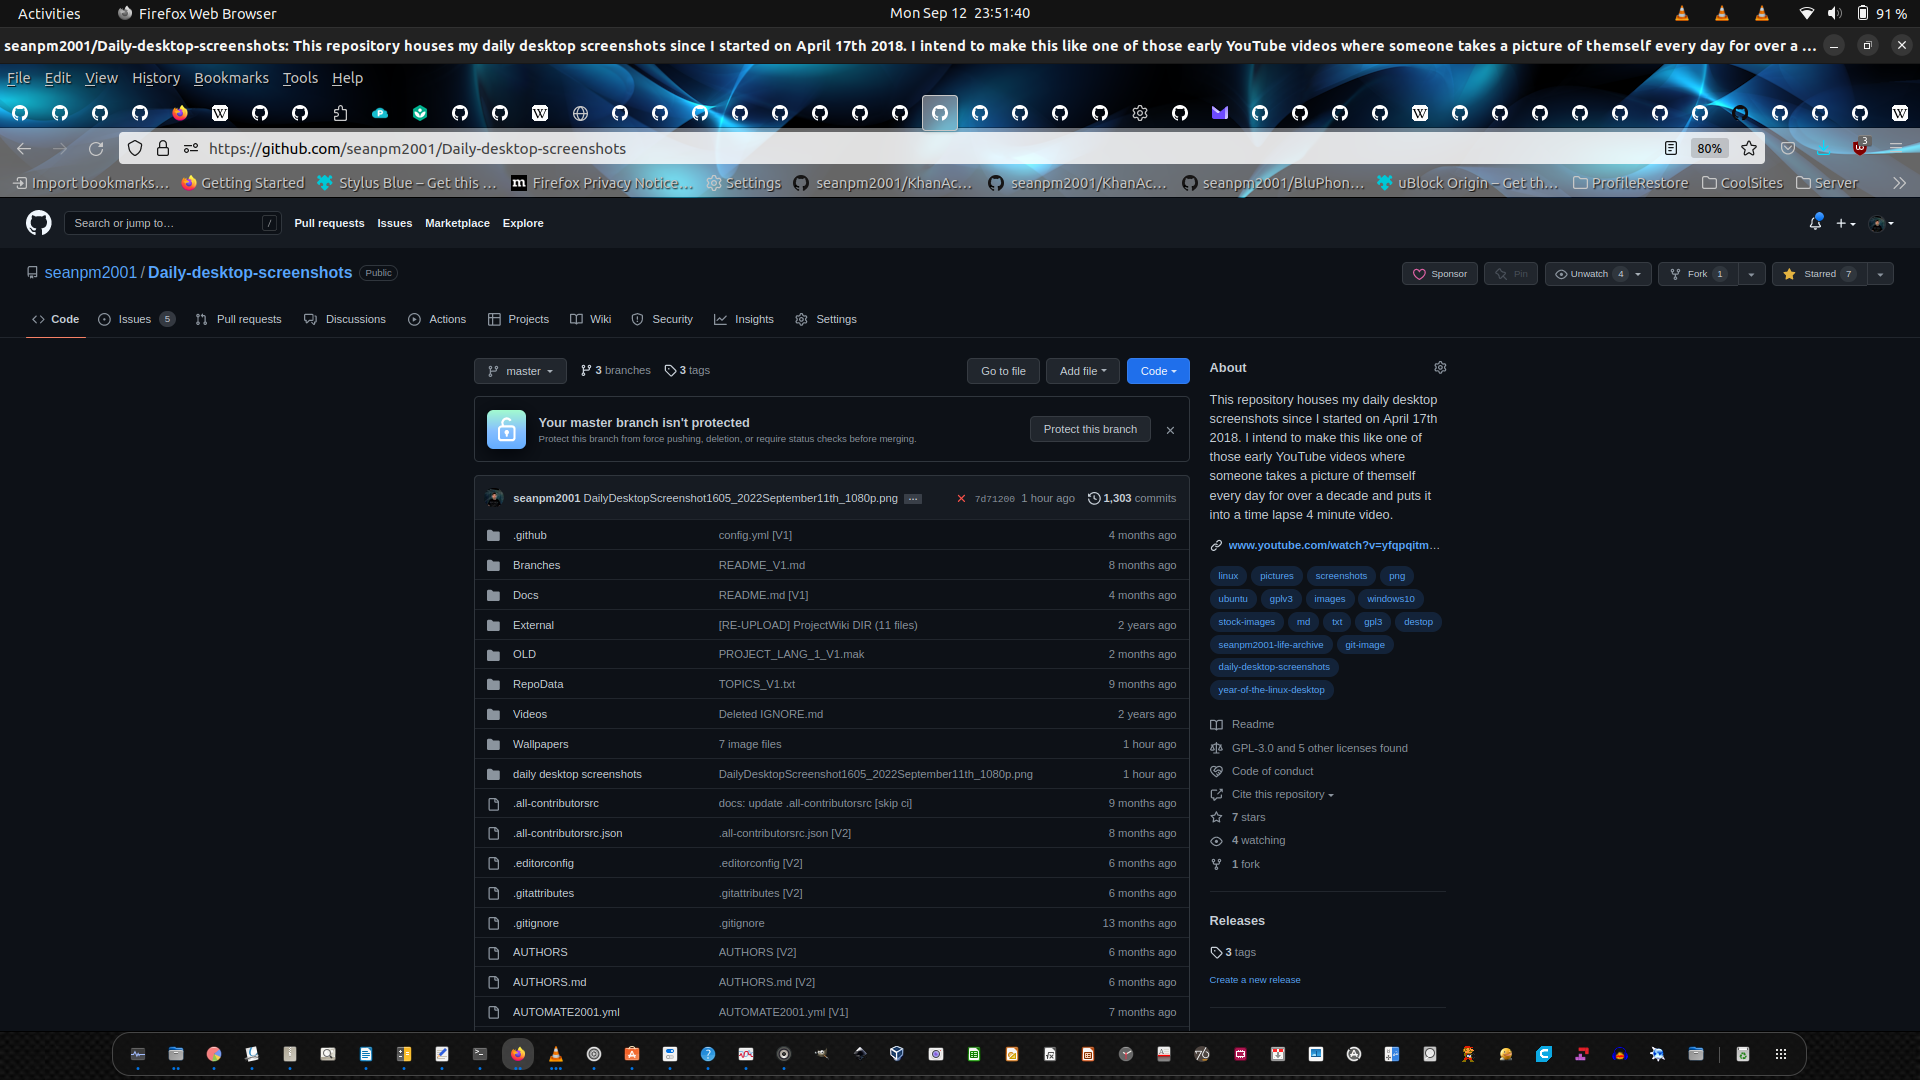 Activities Firefox Web Browser Mon Sep 12 23:51:40 91 %
seanpm2001/Daily-desktop-screenshots: This repository houses my daily desktop screenshots since I started on April 17th 2018. I intend to make this like one of those early YouTube videos where someone takes a picture of themself every day for over a …
File Edit View History Bookmarks Tools Help
https://github.com/seanpm2001/Daily-desktop-screenshots 80% 3
Import bookmarks… Getting Started Stylus Blue – Get this … Firefox Privacy Notice… Settings seanpm2001/KhanAc… seanpm2001/KhanAc… seanpm2001/BluPhon… uBlock Origin – Get th… ProfileRestore CoolSites Server
Search or jump to… / Pull requests Issues Marketplace Explore
seanpm2001 / Daily-desktop-screenshots Public Sponsor Pin Unwatch 4 Fork 1 Starred 7
Code Issues 5 Pull requests Discussions Actions Projects Wiki Security Insights Settings
master 3 branches 3 tags Go to file Add file Code
Your master branch isn't protected
Protect this branch from force pushing, deletion, or require status checks before merging.
Protect this branch
seanpm2001 DailyDesktopScreenshot1605_2022September11th_1080p.png … 7d71200 1 hour ago 1,303 commits
.github config.yml [V1] 4 months ago
Branches README_V1.md 8 months ago
Docs README.md [V1] 4 months ago
External [RE-UPLOAD] ProjectWiki DIR (11 files) 2 years ago
OLD PROJECT_LANG_1_V1.mak 2 months ago
RepoData TOPICS_V1.txt 9 months ago
Videos Deleted IGNORE.md 2 years ago
Wallpapers 7 image files 1 hour ago
daily desktop screenshots DailyDesktopScreenshot1605_2022September11th_1080p.png 1 hour ago
.all-contributorsrc docs: update .all-contributorsrc [skip ci] 9 months ago
.all-contributorsrc.json .all-contributorsrc.json [V2] 8 months ago
.editorconfig .editorconfig [V2] 6 months ago
.gitattributes .gitattributes [V2] 6 months ago
.gitignore .gitignore 13 months ago
AUTHORS AUTHORS [V2] 6 months ago
AUTHORS.md AUTHORS.md [V2] 6 months ago
AUTOMATE2001.yml AUTOMATE2001.yml [V1] 7 months ago
About
This repository houses my daily desktop
screenshots since I started on April 17th
2018. I intend to make this like one of
those early YouTube videos where
someone takes a picture of themself
every day for over a decade and puts it
into a time lapse 4 minute video.
www.youtube.com/watch?v=yfqpqitm…
linux pictures screenshots png
ubuntu gplv3 images windows10
stock-images md txt gpl3 destop
seanpm2001-life-archive git-image
daily-desktop-screenshots
year-of-the-linux-desktop
Readme
GPL-3.0 and 5 other licenses found
Code of conduct
Cite this repository
7 stars
4 watching
1 fork
Releases
3 tags
Create a new release